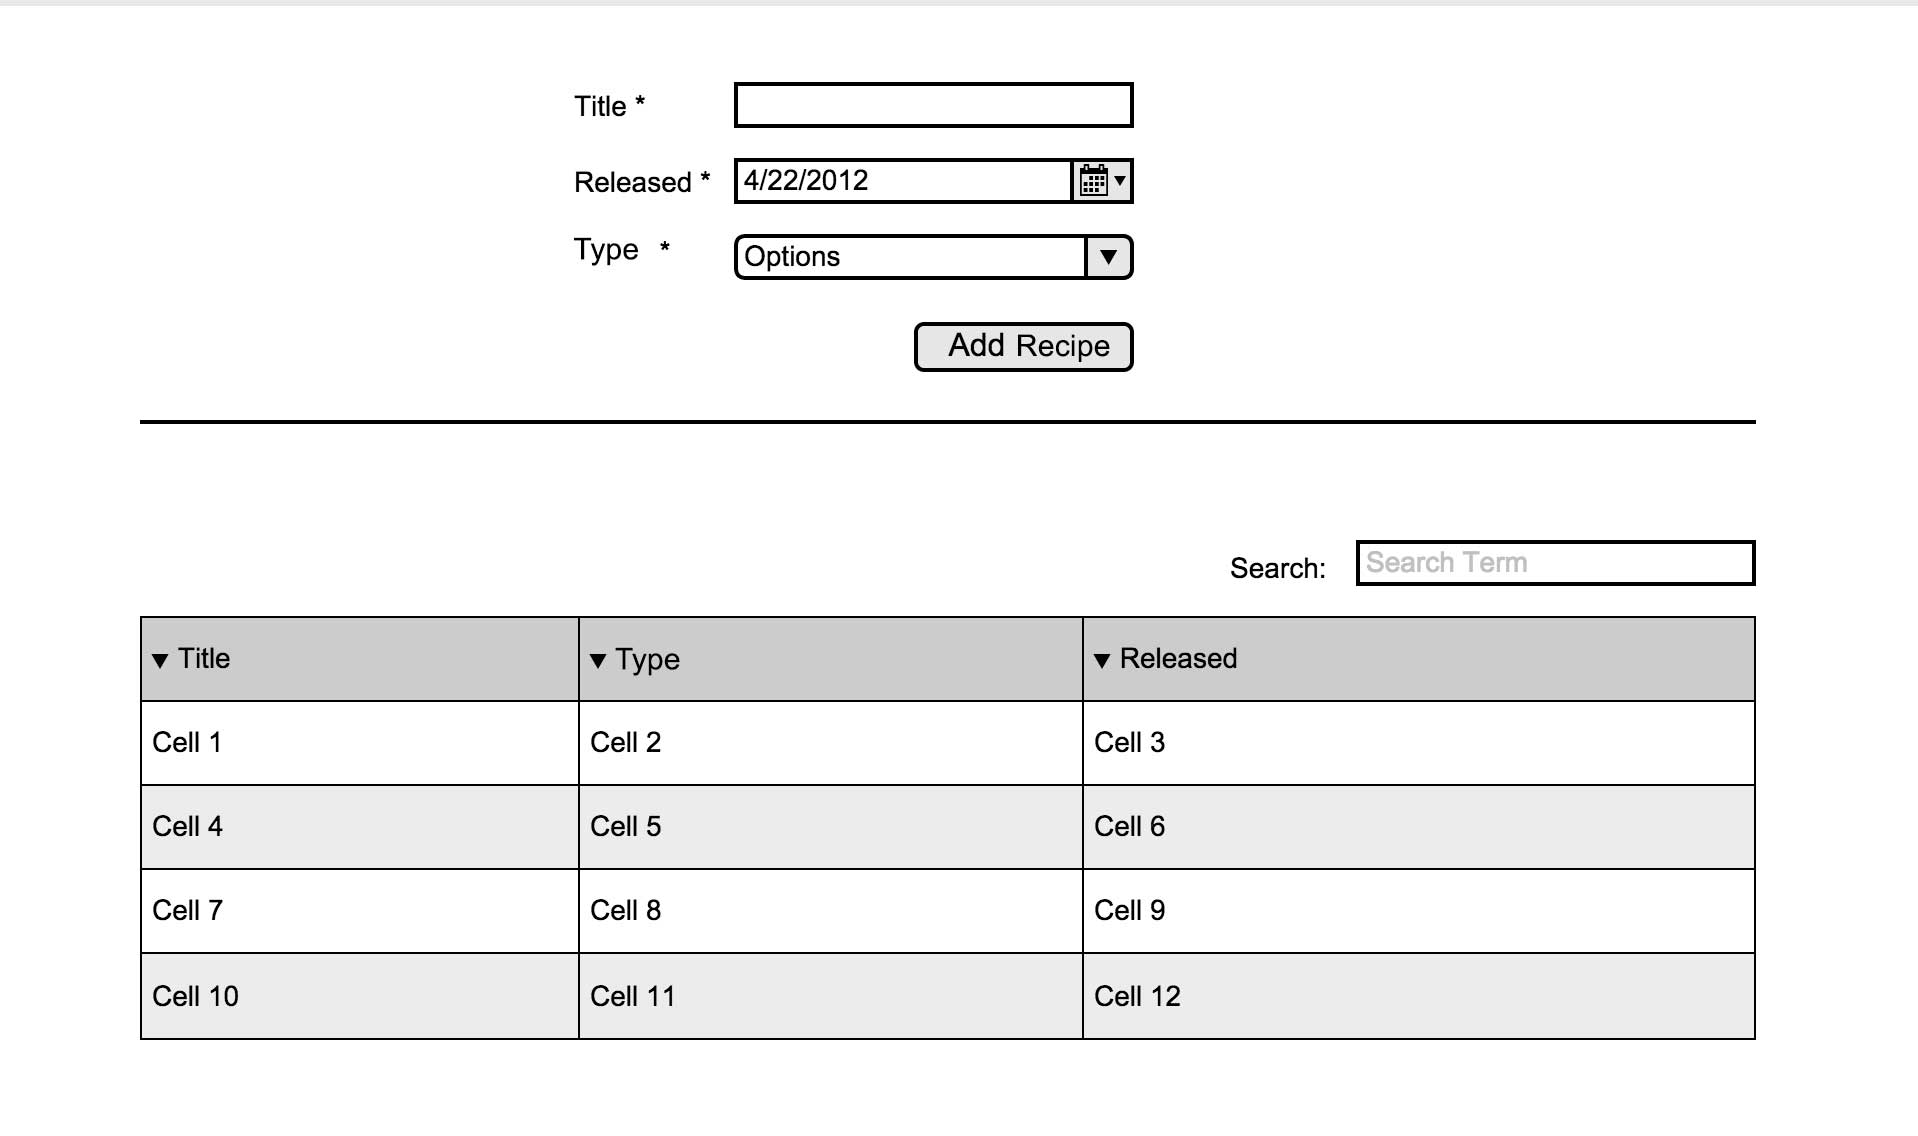 Title *
Released * 4/22/2012
Type * Options
Add Recipe
Search: Search Term
Title Type Released
Cell 1 Cell 2 Cell 3
Cell 4 Cell 5 Cell 6
Cell 7 Cell 8 Cell 9
Cell 10 Cell 11 Cell 12